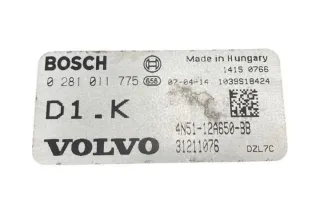 BOSCH Made in Hungary
1415 0766
0 281 011 775 656 07-04-14 1039S18424
D1.K
4N51-12A650-BB
VOLVO 31211076 DZL7C